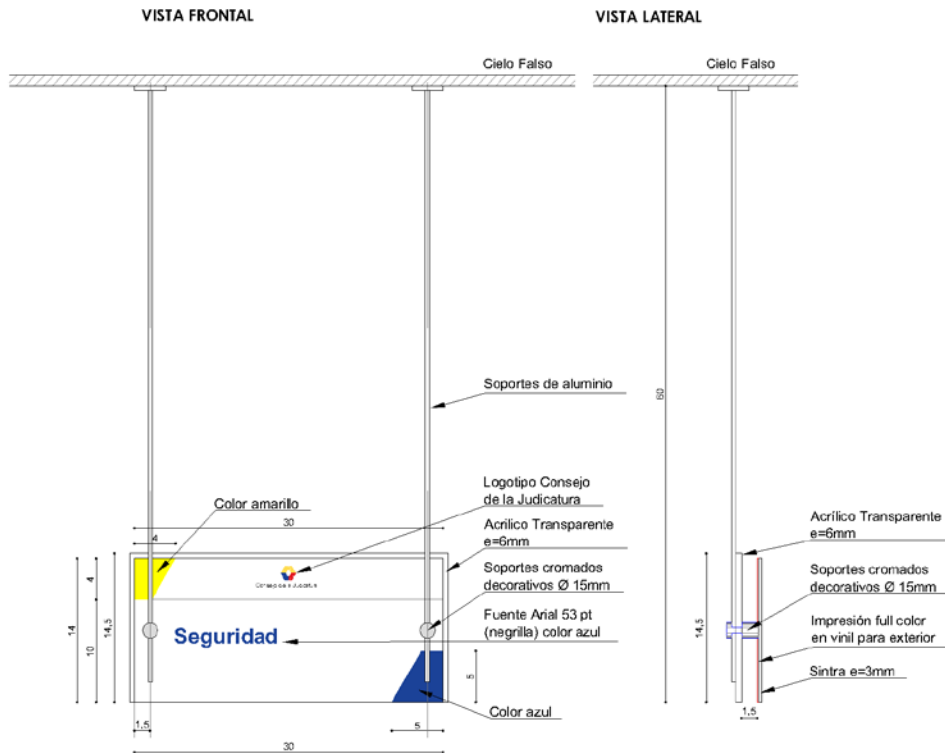 VISTA FRONTAL
VISTA LATERAL
Cielo Falso
Cielo Falso
60
Soportes de aluminio
Logotipo Consejo
de la Judicatura
Color amarillo
30
4
Acrilico Transparente
e=6mm
Acrílico Transparente
e=6mm
Soportes cromados
decorativos Ø 15mm
Soportes cromados
decorativos Ø 15mm
4
14
14,5
10
Seguridad
Fuente Arial 53 pt
(negrilla) color azul
14,5
Impresión full color
en vinil para exterior
Sintra e=3mm
5
Color azul
1,5
5
1,5
30